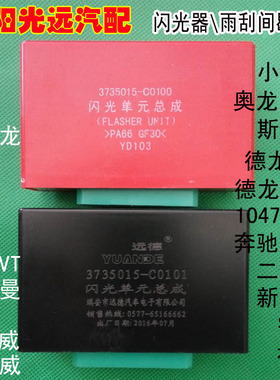 阳光远汽配
闪光器\雨刮间歇
小
奥龙
斯
德龙
德龙
1047
奔驰
二
新
龙
VT
曼
威
威
3735015-C0100
闪光单元总成
(FLASHER UNIT)
>PA66 GF30<
YD103
远德
YUANDE
3735015-C0101
闪光单元总成
瑞安市远德汽车电子有限公司
销售热线: 0577-65166662
出厂日期: 2016年07月